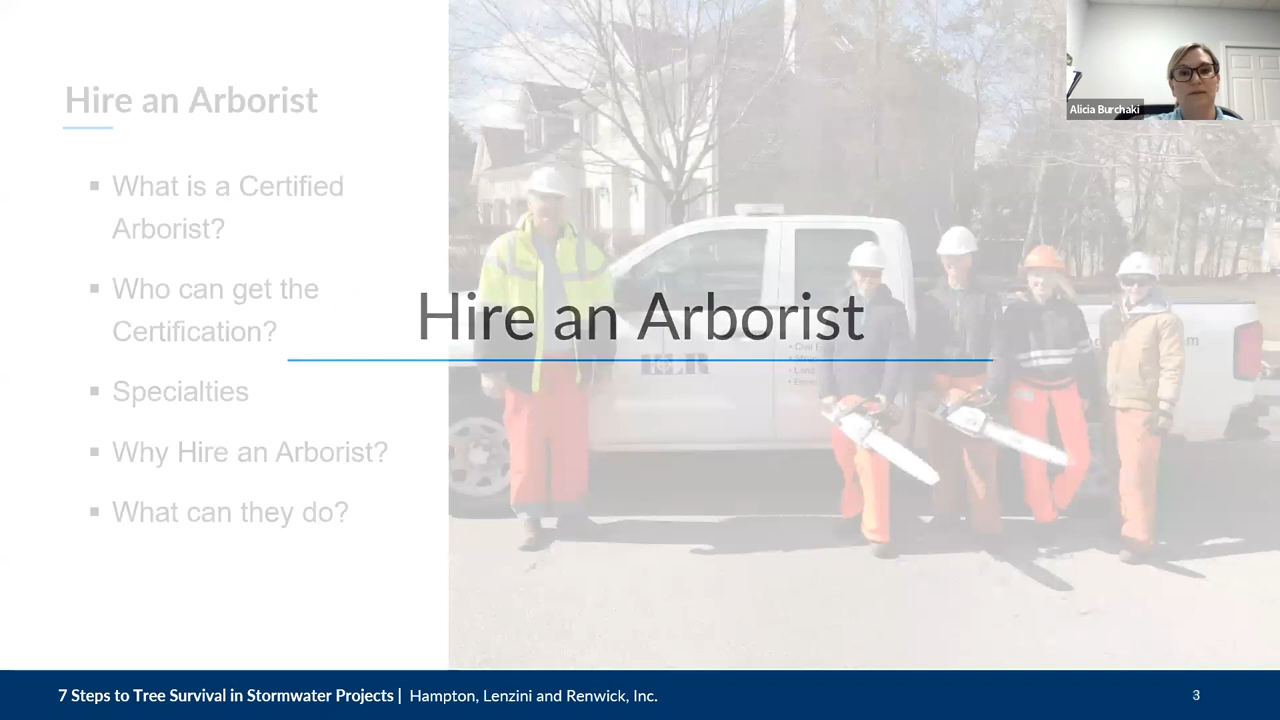 Hire an Arborist
Alicia Burchaki
What is a Certified
Arborist?
Who can get the
Certification?
Specialties
Why Hire an Arborist?
What can they do?
Hire an Arborist
7 Steps to Tree Survival in Stormwater Projects | Hampton, Lenzini and Renwick, Inc.
3